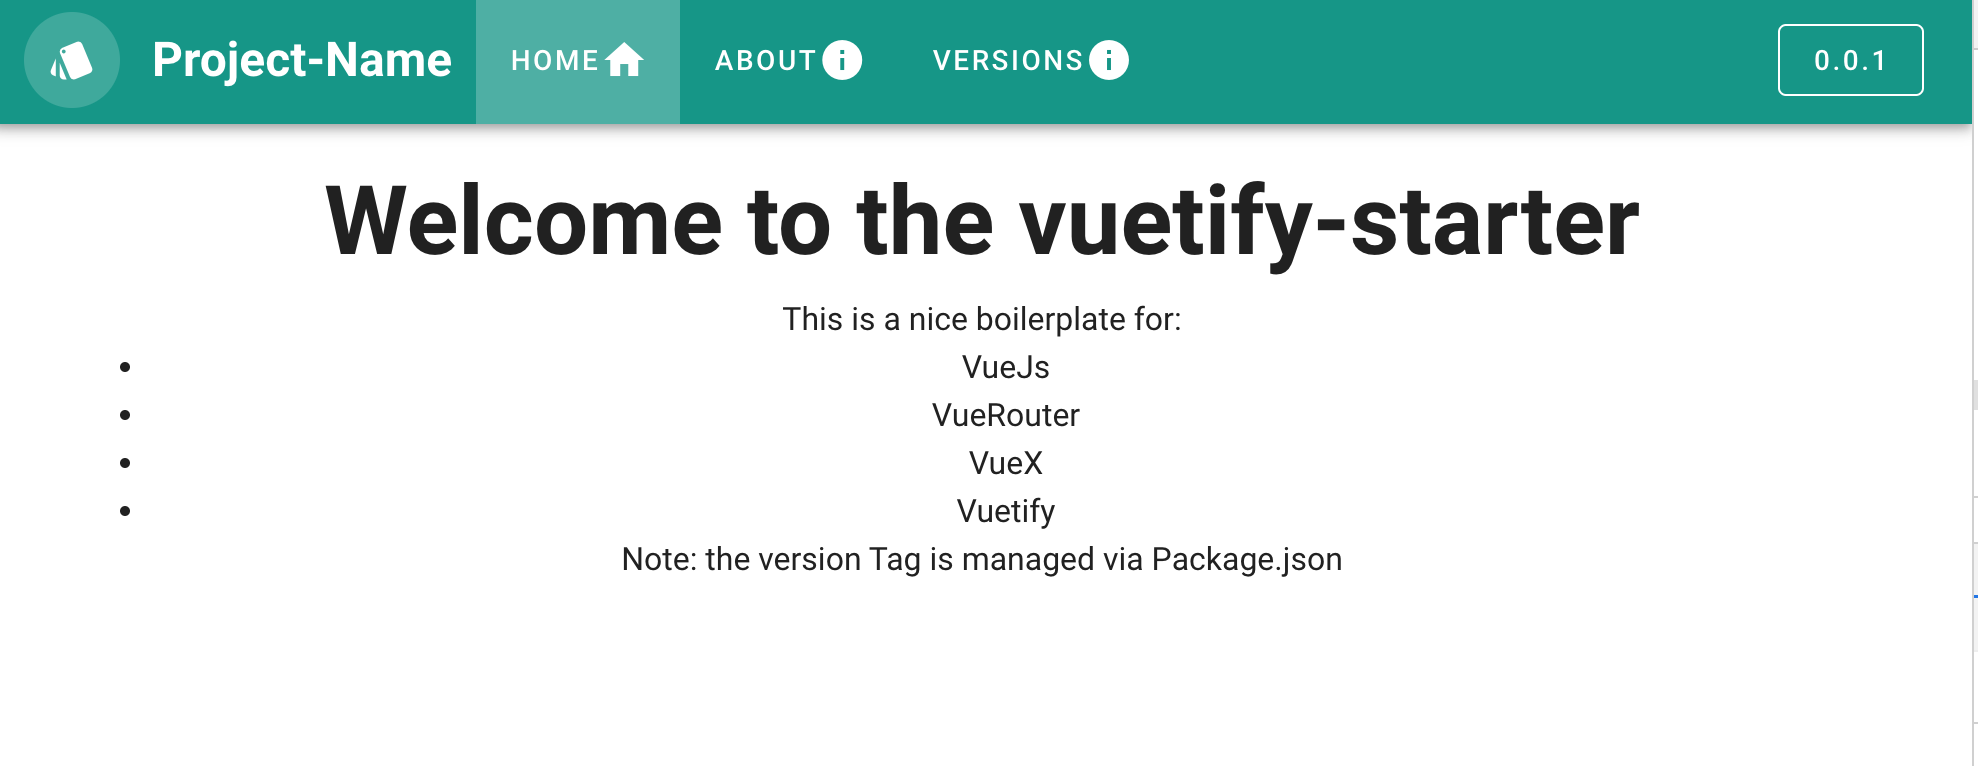 Project-Name HOME ABOUT VERSIONS 0.0.1
Welcome to the vuetify-starter
This is a nice boilerplate for:
• VueJs
• VueRouter
• VueX
• Vuetify
Note: the version Tag is managed via Package.json